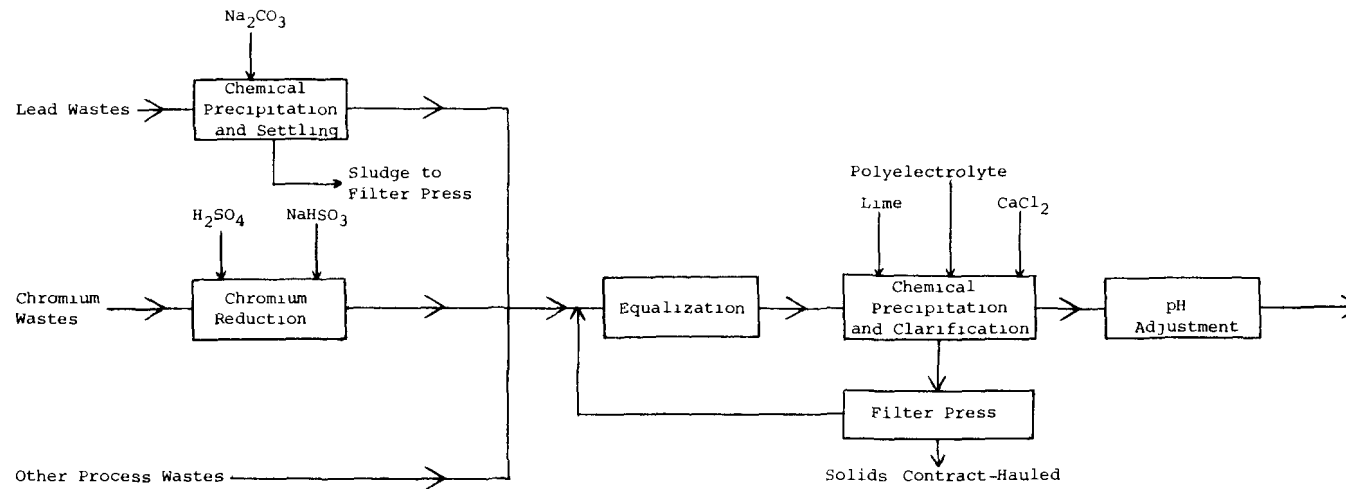 Na2CO3
Lead Wastes
Chemical
Precipitation
and Settling
Sludge to
Filter Press
H2SO4
NaHSO3
Chromium
Wastes
Chromium
Reduction
Equalization
Polyelectrolyte
Lime
CaCl2
Chemical
Precipitation
and Clarification
pH
Adjustment
Filter Press
Other Process Wastes
Solids Contract-Hauled